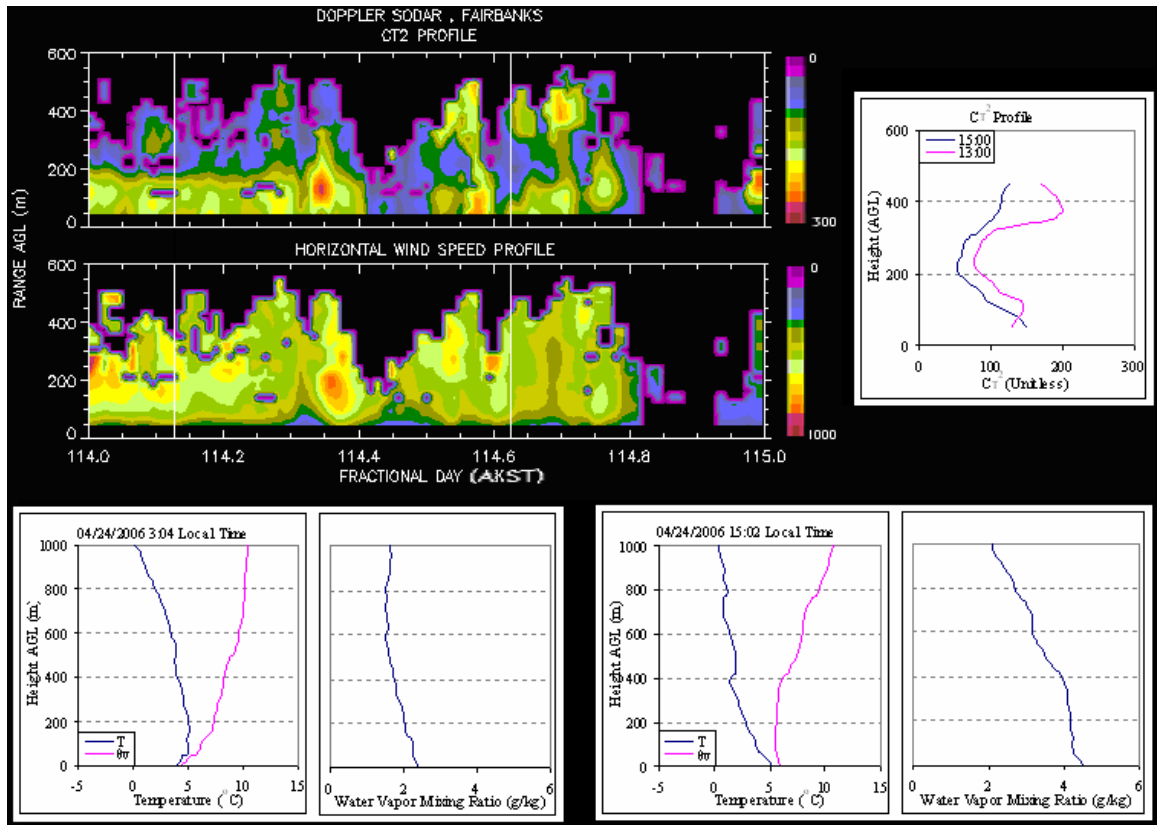 DOPPLER SODAR , FAIRBANKS
CT2 PROFILE
600
400
200
0
0
300
RANGE AGL (m)
HORIZONTAL WIND SPEED PROFILE
600
400
200
0
0
1000
114.0 114.2 114.4 114.6 114.8 115.0
FRACTIONAL DAY (AKST)
CT² Profile
600
400
200
0
15:00
13:00
Height (AGL)
0 100 200 300
CT² (Unitless)
04/24/2006 3:04 Local Time
1000
800
600
400
200
0
Height AGL (m)
T
θv
-5 0 5 10 15
Temperature (°C)
0 2 4 6
Water Vapor Mixing Ratio (g/kg)
04/24/2006 15:02 Local Time
1000
800
600
400
200
0
Height AGL (m)
T
θv
-5 0 5 10 15
Temperature (°C)
0 2 4 6
Water Vapor Mixing Ratio (g/kg)